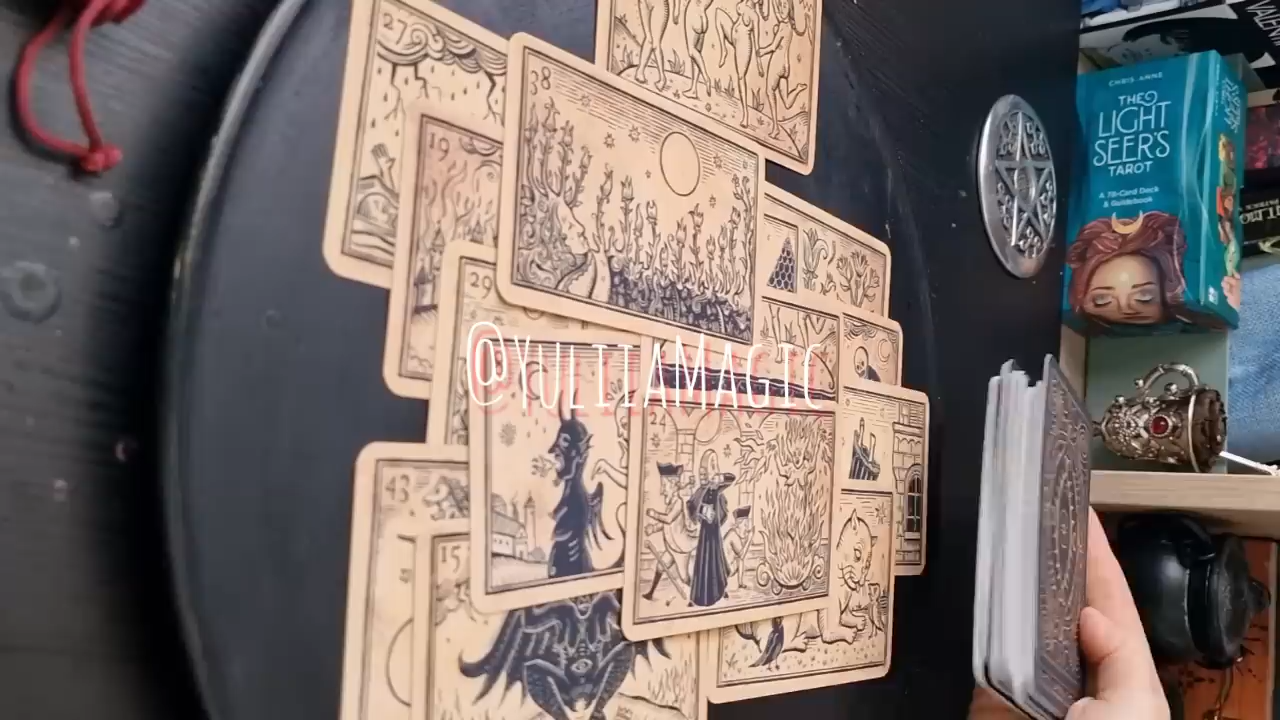 27
38
19
29
@YuliiaMagic
24
43
15
CHRIS-ANNE
THE
LIGHT
SEER'S
TAROT
A 78-Card Deck
& Guidebook